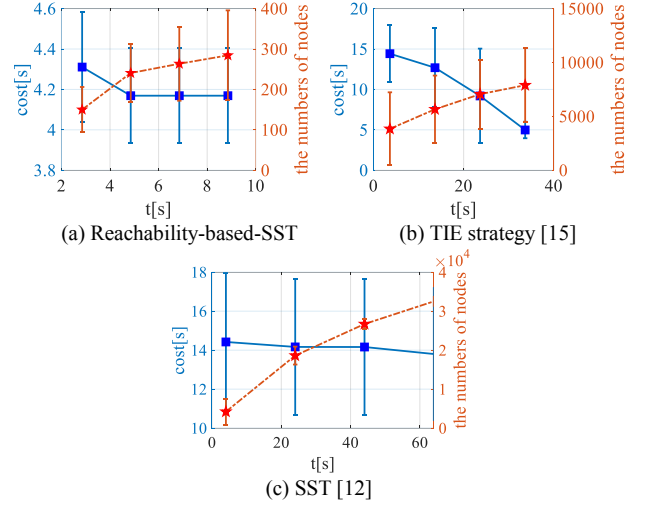 4.6
4.4
4.2
4
3.8
cost[s]
400
300
200
100
0
the numbers of nodes
2 4 6 8 10
t[s]
(a) Reachability-based-SST
20
15
10
5
0
cost[s]
15000
10000
5000
0
the numbers of nodes
0 20 40
t[s]
(b) TIE strategy [15]
18
16
14
12
10
cost[s]
×10⁴
4
3
2
1
0
the numbers of nodes
0 20 40 60
t[s]
(c) SST [12]